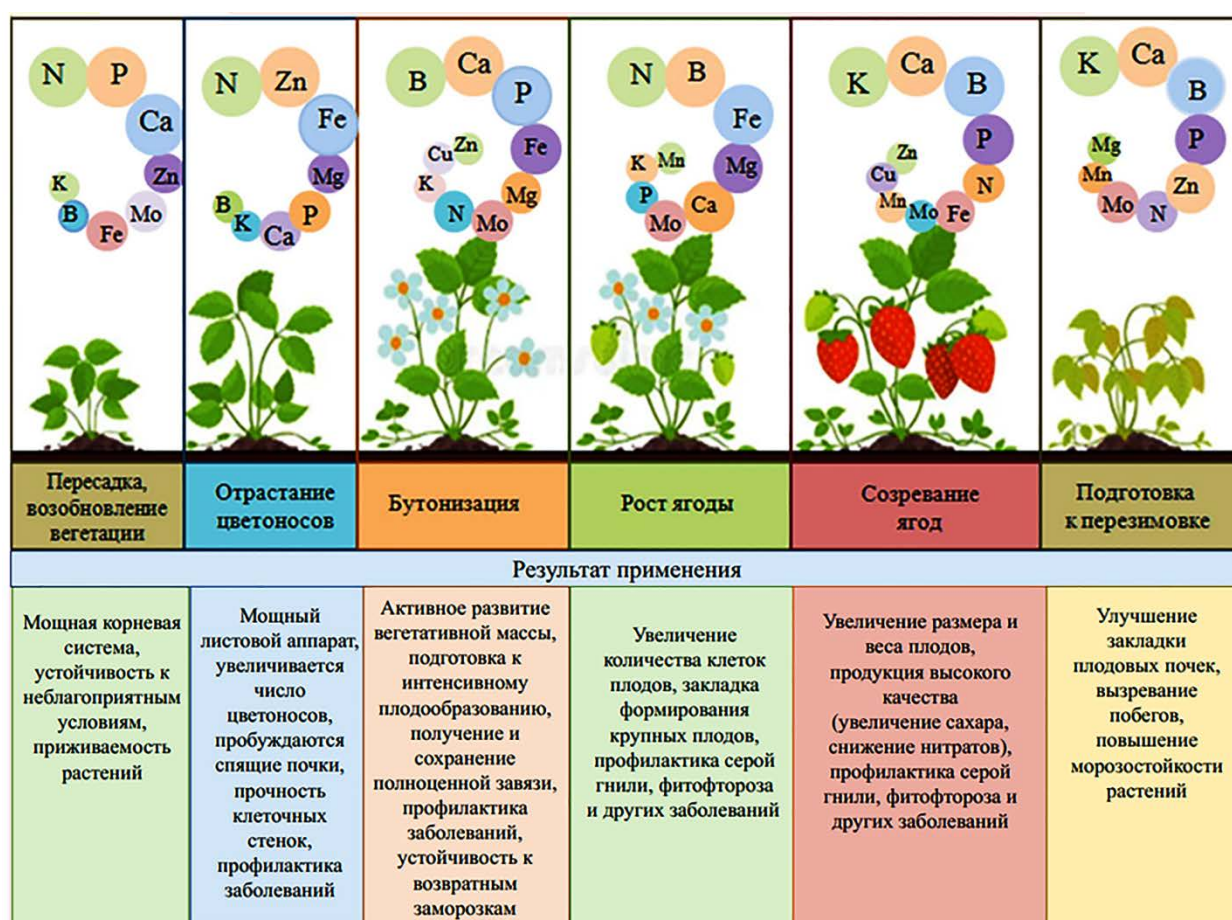 N P
Ca
Zn
Mo
Fe
B
K
N Zn
Fe
Mg
P
Ca
K
B
B Ca
P
Fe
Mg
Mo
N
K
Cu
Zn
N B
Fe
Mg
Ca
Mo
P
K
Mn
K Ca
B
P
N
Fe
Mo
Mn
Cu
Zn
K Ca
B
P
Zn
N
Mo
Mn
Mg
Пересадка,
возобновление
вегетации
Отрастание
цветоносов
Бутонизация
Рост ягоды
Созревание
ягод
Подготовка
к перезимовке
Результат применения
Мощная корневая
система,
устойчивость к
неблагоприятным
условиям,
приживаемость
растений
Мощный
листовой аппарат,
увеличивается
число
цветоносов,
пробуждаются
спящие почки,
прочность
клеточных
стенок,
профилактика
заболеваний
Активное развитие
вегетативной массы,
подготовка к
интенсивному
плодообразованию,
получение и
сохранение
полноценной завязи,
профилактика
заболеваний,
устойчивость к
возвратным
заморозкам
Увеличение
количества клеток
плодов, закладка
формирования
крупных плодов,
профилактика серой
гнили, фитофтороза
и других заболеваний
Увеличение размера и
веса плодов,
продукция высокого
качества
(увеличение сахара,
снижение нитратов),
профилактика серой
гнили, фитофтороза и
других заболеваний
Улучшение
закладки
плодовых почек,
вызревание
побегов,
повышение
морозостойкости
растений